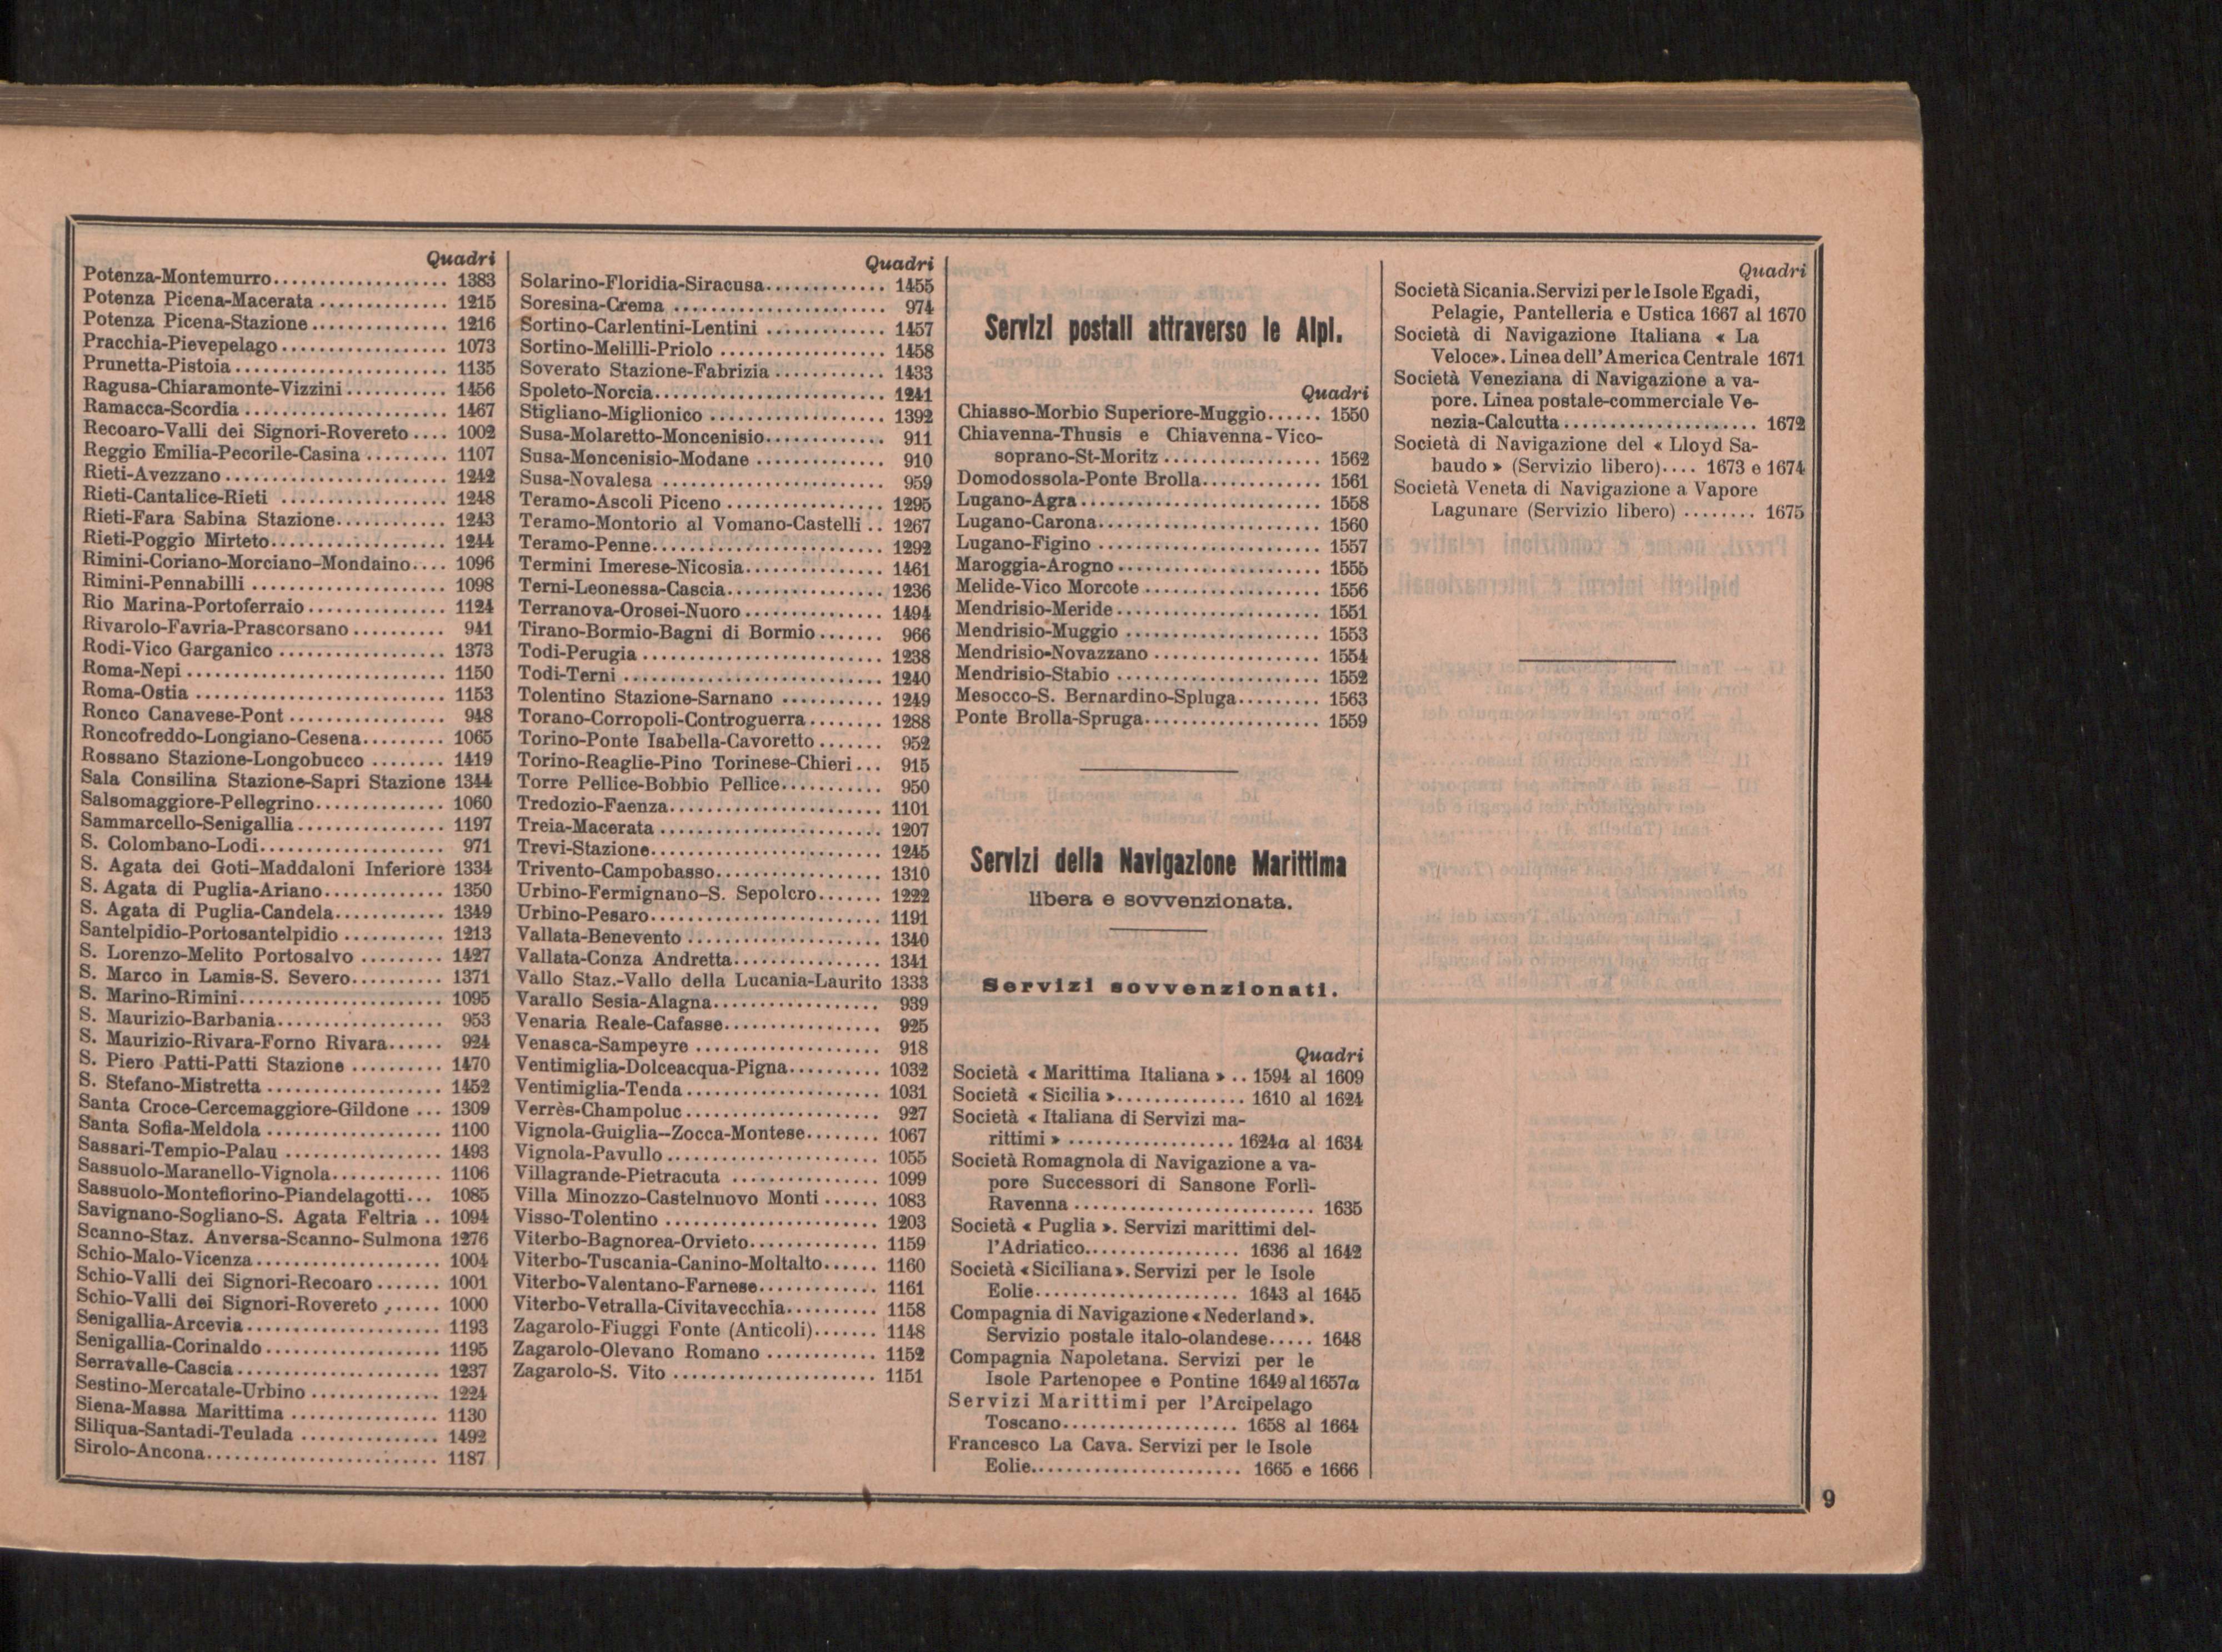 Quadri
Potenza-Montemurro................... 1383
Potenza Picena-Macerata .............. 1215
Potenza Picena-Stazione............... 1216
Pracchia-Pievepelago.................. 1073
Prunetta-Pistoia....................... 1135
Ragusa-Chiaramonte-Vizzini........... 1456
Ramacca-Scordia ...................... 1467
Recoaro-Valli dei Signori-Rovereto.... 1002
Reggio Emilia-Pecorile-Casina ......... 1107
Rieti-Avezzano........................ 1242
Rieti-Cantalice-Rieti .................. 1248
Rieti-Fara Sabina Stazione............ 1243
Rieti-Poggio Mirteto................... 1244
Rimini-Coriano-Morciano-Mondaino.... 1096
Rimini-Pennabilli ..................... 1098
Rio Marina-Portoferraio............... 1124
Rivarolo-Favria-Prascorsano.......... 941
Rodi-Vico Garganico .................. 1373
Roma-Nepi ............................ 1150
Roma-Ostia ........................... 1153
Ronco Canavese-Pont ................. 948
Roncofreddo-Longiano-Cesena......... 1065
Rossano Stazione-Longobucco ........ 1419
Sala Consilina Stazione-Sapri Stazione 1344
Salsomaggiore-Pellegrino.............. 1060
Sammarcello-Senigallia................ 1197
S. Colombano-Lodi.................... 971
S. Agata dei Goti-Maddaloni Inferiore 1334
S. Agata di Puglia-Ariano............. 1350
S. Agata di Puglia-Candela............ 1349
Santelpidio-Portosantelpidio ........... 1213
S. Lorenzo-Melito Portosalvo ......... 1427
S. Marco in Lamis-S. Severo.......... 1371
S. Marino-Rimini...................... 1095
S. Maurizio-Barbania.................. 953
S. Maurizio-Rivara-Forno Rivara...... 924
S. Piero Patti-Patti Stazione .......... 1470
S. Stefano-Mistretta ................... 1452
Santa Croce-Cercemaggiore-Gildone ... 1309
Santa Sofia-Meldola ................... 1100
Sassari-Tempio-Palau ................. 1493
Sassuolo-Maranello-Vignola............ 1106
Sassuolo-Montefiorino-Piandelagotti... 1085
Savignano-Sogliano-S. Agata Feltria .. 1094
Scanno-Staz. Anversa-Scanno-Sulmona 1276
Schio-Malo-Vicenza.................... 1004
Schio-Valli dei Signori-Recoaro....... 1001
Schio-Valli dei Signori-Rovereto ...... 1000
Senigallia-Arcevia..................... 1193
Senigallia-Corinaldo................... 1195
Serravalle-Cascia...................... 1237
Sestino-Mercatale-Urbino .............. 1224
Siena-Massa Marittima ................ 1130
Siliqua-Santadi-Teulada ............... 1492
Sirolo-Ancona......................... 1187
Quadri
Solarino-Floridia-Siracusa............. 1455
Soresina-Crema ....................... 974
Sortino-Carlentini-Lentini ............. 1457
Sortino-Melilli-Priolo .................. 1458
Soverato Stazione-Fabrizia ............ 1433
Spoleto-Norcia......................... 1241
Stigliano-Miglionico ................... 1392
Susa-Molaretto-Moncenisio............. 911
Susa-Moncenisio-Modane .............. 910
Susa-Novalesa ........................ 959
Teramo-Ascoli Piceno ................. 1295
Teramo-Montorio al Vomano-Castelli .. 1267
Teramo-Penne......................... 1292
Termini Imerese-Nicosia............... 1461
Terni-Leonessa-Cascia................. 1236
Terranova-Orosei-Nuoro............... 1494
Tirano-Bormio-Bagni di Bormio....... 966
Todi-Perugia .......................... 1238
Todi-Terni ............................ 1240
Tolentino Stazione-Sarnano ........... 1249
Torano-Corropoli-Controguerra........ 1288
Torino-Ponte Isabella-Cavoretto ....... 952
Torino-Reaglie-Pino Torinese-Chieri... 915
Torre Pellice-Bobbio Pellice........... 950
Tredozio-Faenza....................... 1101
Treia-Macerata ........................ 1207
Trevi-Stazione......................... 1245
Trivento-Campobasso.................. 1310
Urbino-Fermignano-S. Sepolcro....... 1222
Urbino-Pesaro......................... 1191
Vallata-Benevento ..................... 1340
Vallata-Conza Andretta................ 1341
Vallo Staz.-Vallo della Lucania-Laurito 1333
Varallo Sesia-Alagna.................. 939
Venaria Reale-Cafasse................. 925
Venasca-Sampeyre .................... 918
Ventimiglia-Dolceacqua-Pigna.......... 1032
Ventimiglia-Tenda..................... 1031
Verrès-Champoluc..................... 927
Vignola-Guiglia--Zocca-Montese........ 1067
Vignola-Pavullo ....................... 1055
Villagrande-Pietracuta ................ 1099
Villa Minozzo-Castelnuovo Monti ...... 1083
Visso-Tolentino ....................... 1203
Viterbo-Bagnorea-Orvieto.............. 1159
Viterbo-Tuscania-Canino-Moltalto...... 1160
Viterbo-Valentano-Farnese............. 1161
Viterbo-Vetralla-Civitavecchia.......... 1158
Zagarolo-Fiuggi Fonte (Anticoli)....... 1148
Zagarolo-Olevano Romano ............ 1152
Zagarolo-S. Vito ...................... 1151
Servizi postali attraverso le Alpi.
Quadri
Chiasso-Morbio Superiore-Muggio...... 1550
Chiavenna-Thusis e Chiavenna-Vico-
soprano-St-Moritz ................. 1562
Domodossola-Ponte Brolla............. 1561
Lugano-Agra.......................... 1558
Lugano-Carona........................ 1560
Lugano-Figino ........................ 1557
Maroggia-Arogno...................... 1555
Melide-Vico Morcote ................... 1556
Mendrisio-Meride...................... 1551
Mendrisio-Muggio ..................... 1553
Mendrisio-Novazzano .................. 1554
Mendrisio-Stabio ...................... 1552
Mesocco-S. Bernardino-Spluga......... 1563
Ponte Brolla-Spruga................... 1559
Servizi della Navigazione Marittima
libera e sovvenzionata.
Servizi sovvenzionati.
Quadri
Società « Marittima Italiana » .. 1594 al 1609
Società « Sicilia ».............. 1610 al 1624
Società « Italiana di Servizi ma-
rittimi » .................. 1624a al 1634
Società Romagnola di Navigazione a va-
pore Successori di Sansone Forlì-
Ravenna .......................... 1635
Società « Puglia ». Servizi marittimi del-
l'Adriatico................. 1636 al 1642
Società «Siciliana». Servizi per le Isole
Eolie...................... 1643 al 1645
Compagnia di Navigazione «Nederland».
Servizio postale italo-olandese..... 1648
Compagnia Napoletana. Servizi per le
Isole Partenopee e Pontine 1649 al 1657a
Servizi Marittimi per l'Arcipelago
Toscano................... 1658 al 1664
Francesco La Cava. Servizi per le Isole
Eolie....................... 1665 e 1666
Quadri
Società Sicania. Servizi per le Isole Egadi,
Pelagie, Pantelleria e Ustica 1667 al 1670
Società di Navigazione Italiana « La
Veloce». Linea dell'America Centrale 1671
Società Veneziana di Navigazione a va-
pore. Linea postale-commerciale Ve-
nezia-Calcutta ..................... 1672
Società di Navigazione del « Lloyd Sa-
baudo » (Servizio libero).... 1673 e 1674
Società Veneta di Navigazione a Vapore
Lagunare (Servizio libero) ........ 1675
9